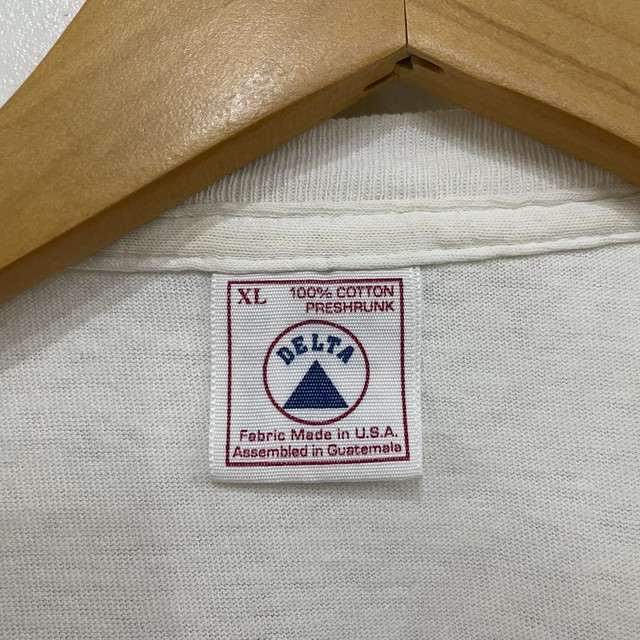 XL 100% COTTON
PRESHRUNK
DELTA
Fabric Made in U.S.A.
Assembled in Guatemala